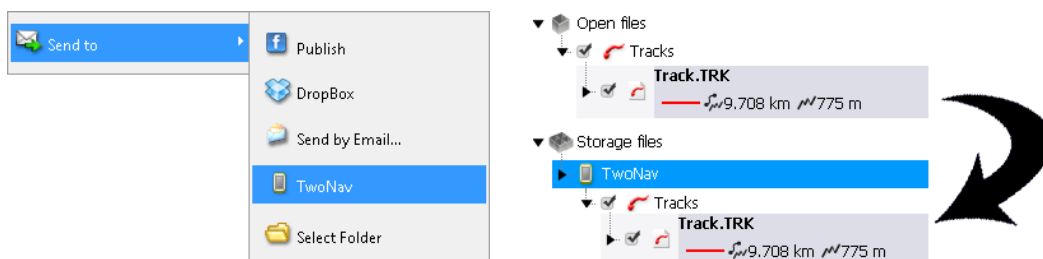 Send to
Publish
DropBox
Send by Email...
TwoNav
Select Folder
Open files
Tracks
Track.TRK
9.708 km 775 m
Storage files
TwoNav
Tracks
Track.TRK
9.708 km 775 m